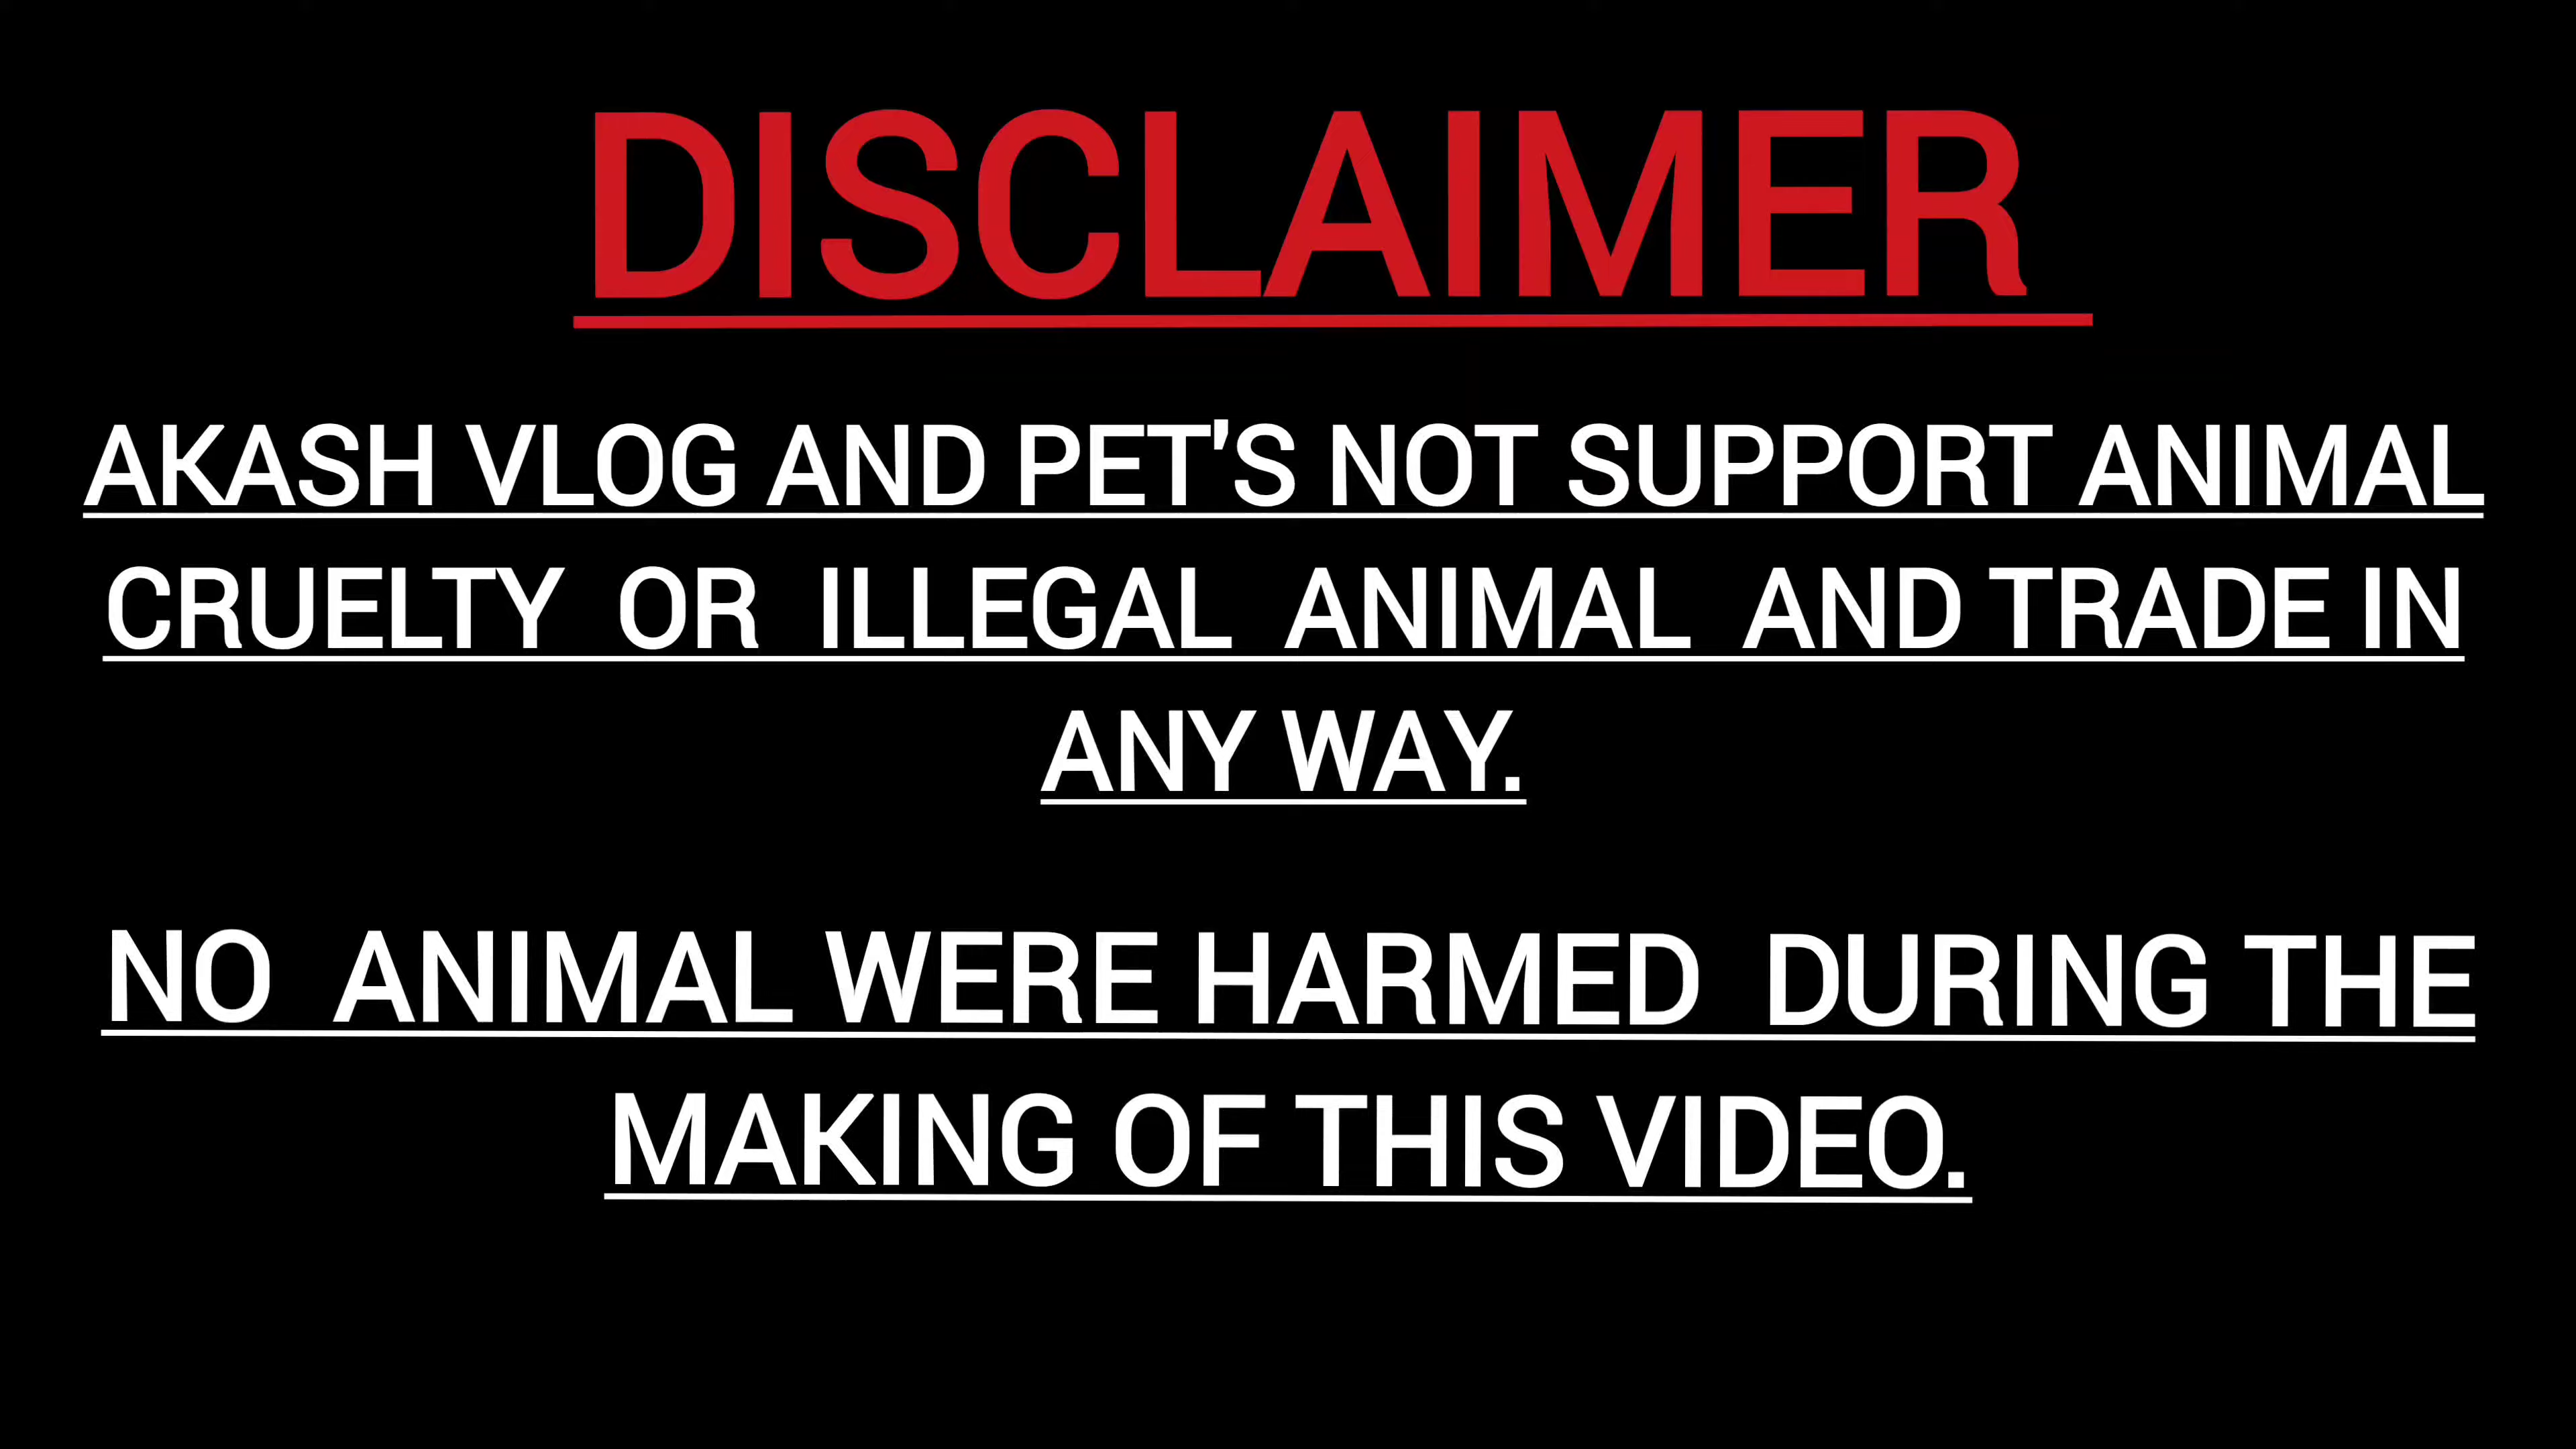 DISCLAIMER
AKASH VLOG AND PET'S NOT SUPPORT ANIMAL
CRUELTY OR ILLEGAL ANIMAL AND TRADE IN
ANY WAY.
NO ANIMAL WERE HARMED DURING THE
MAKING OF THIS VIDEO.